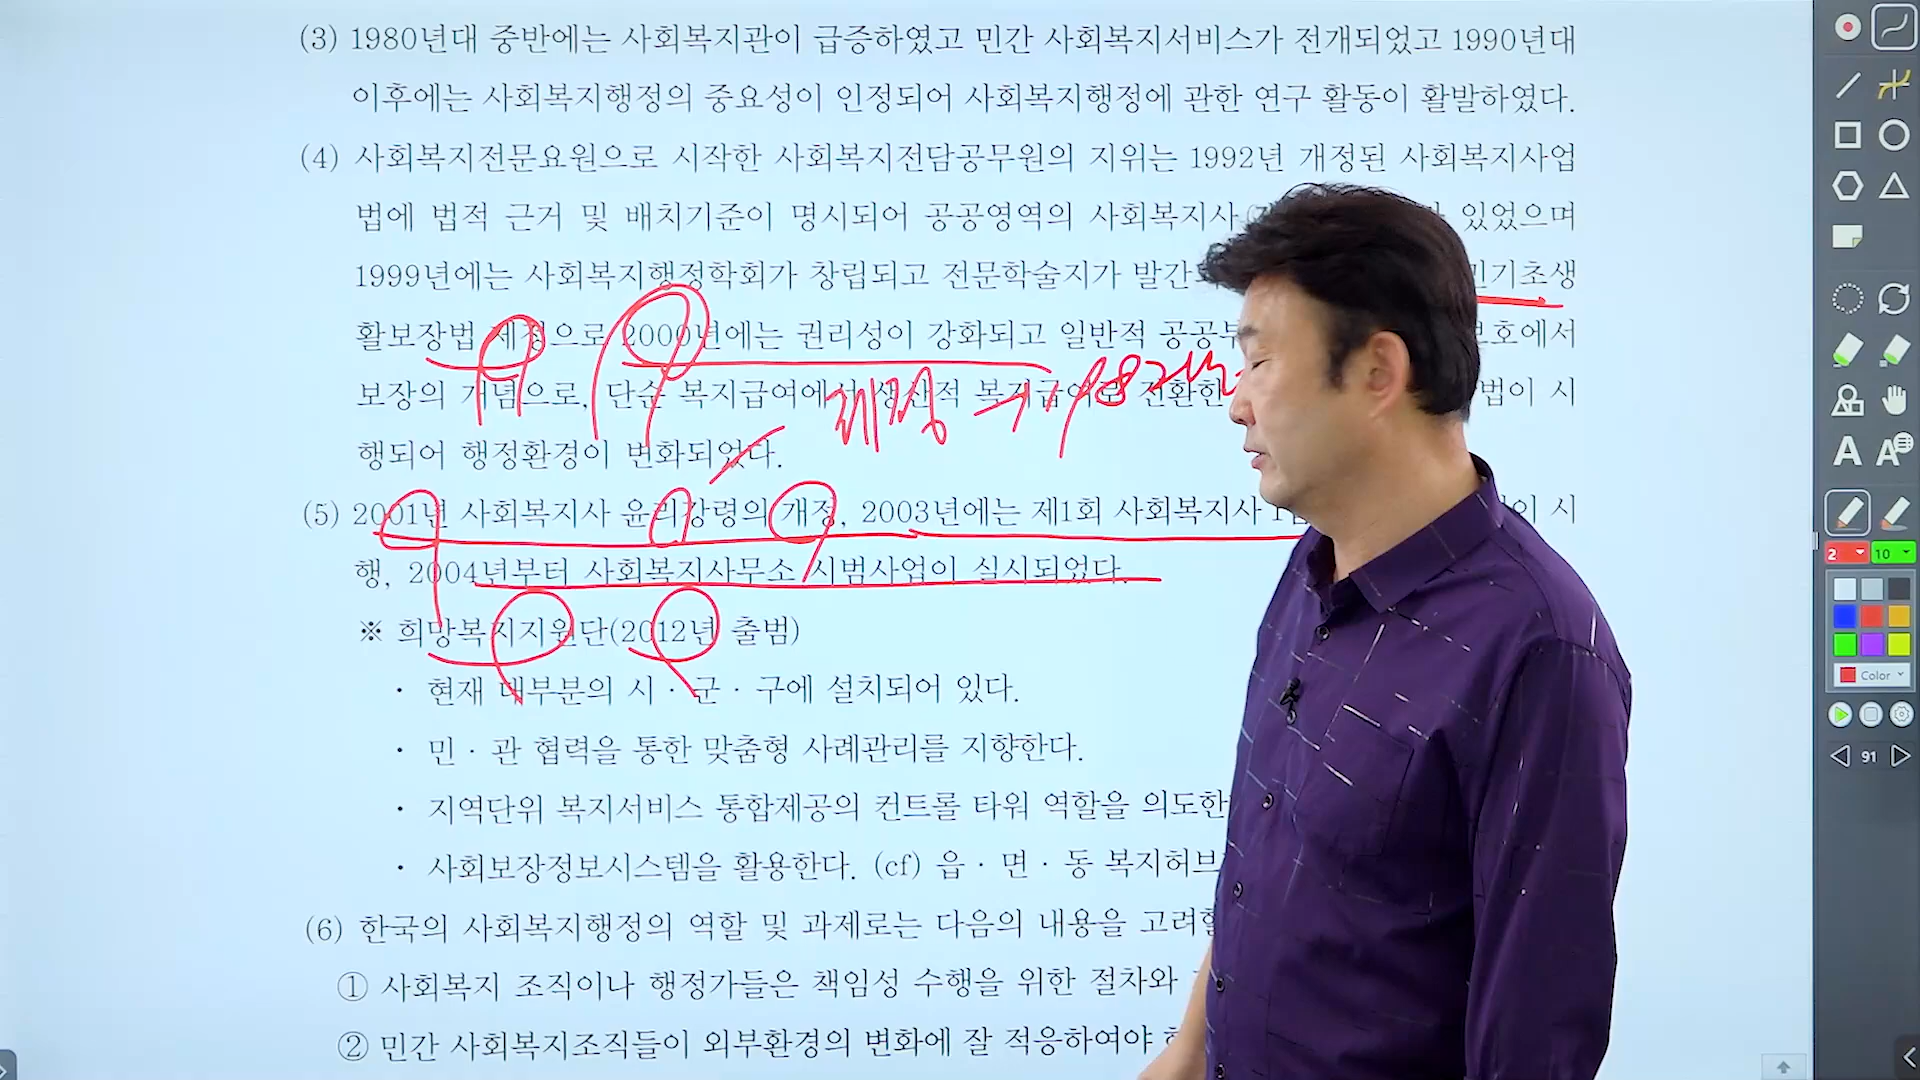 (3) 1980년대 중반에는 사회복지관이 급증하였고 민간 사회복지서비스가 전개되었고 1990년대
이후에는 사회복지행정의 중요성이 인정되어 사회복지행정에 관한 연구 활동이 활발하였다.
(4) 사회복지전문요원으로 시작한 사회복지전담공무원의 지위는 1992년 개정된 사회복지사업
법에 법적 근거 및 배치기준이 명시되어 공공영역의 사회복지사 있었으며
1999년에는 사회복지행정학회가 창립되고 전문학술지가 발간 민기초생
활보장법 제정으로 2000년에는 권리성이 강화되고 일반적 공공부 보호에서
보장의 개념으로, 단순 복지급여에서 생산적 복지급여로 전환한 법이 시
제정 → 1982년
행되어 행정환경이 변화되었다.
(5) 2001년 사회복지사 윤리강령의 개정, 2003년에는 제1회 사회복지사 1급 이 시
행, 2004년부터 사회복지사무소 시범사업이 실시되었다.
※ 희망복지지원단(2012년 출범)
· 현재 대부분의 시·군·구에 설치되어 있다.
· 민·관 협력을 통한 맞춤형 사례관리를 지향한다.
· 지역단위 복지서비스 통합제공의 컨트롤 타워 역할을 의도한
· 사회보장정보시스템을 활용한다. (cf) 읍·면·동 복지허브
(6) 한국의 사회복지행정의 역할 및 과제로는 다음의 내용을 고려할
① 사회복지 조직이나 행정가들은 책임성 수행을 위한 절차와
② 민간 사회복지조직들이 외부환경의 변화에 잘 적응하여야
A
A
2
10
Color
91